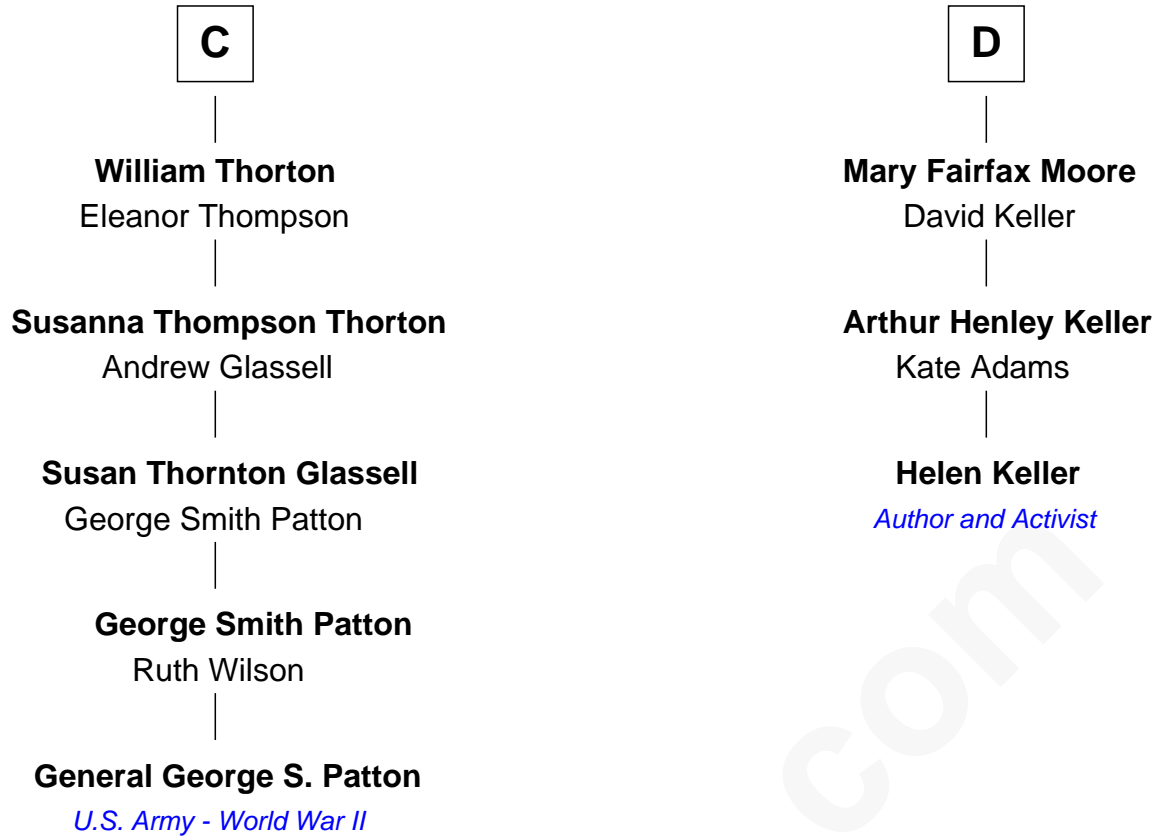 C
William Thorton
Eleanor Thompson
Susanna Thompson Thorton
Andrew Glassell
Susan Thornton Glassell
George Smith Patton
George Smith Patton
Ruth Wilson
General George S. Patton
U.S. Army - World War II
D
Mary Fairfax Moore
David Keller
Arthur Henley Keller
Kate Adams
Helen Keller
Author and Activist
com